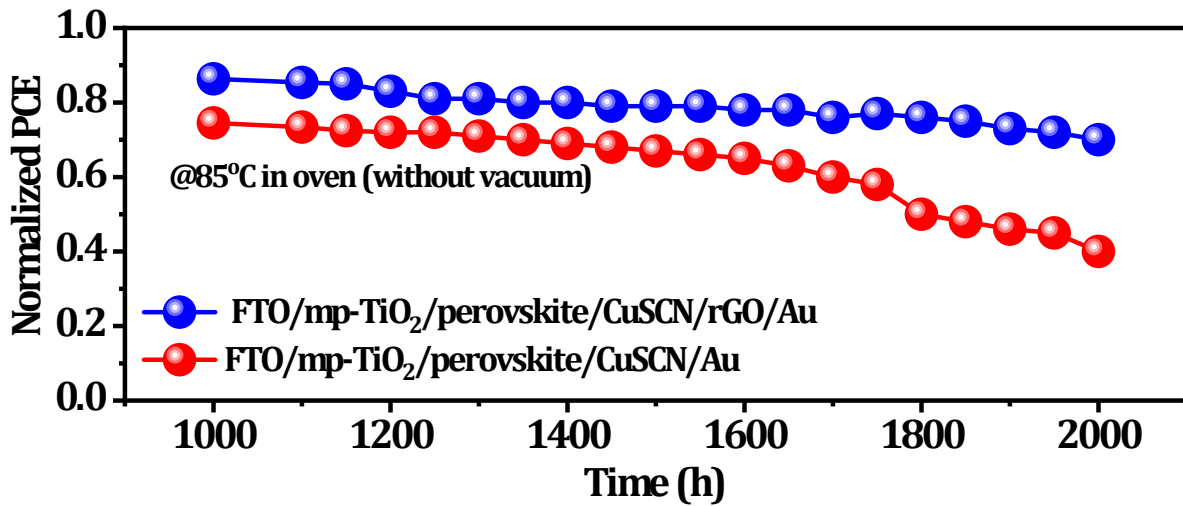 Normalized PCE
1.0
0.8
0.6
0.4
0.2
0.0
@85°C in oven (without vacuum)
FTO/mp-TiO₂/perovskite/CuSCN/rGO/Au
FTO/mp-TiO₂/perovskite/CuSCN/Au
1000 1200 1400 1600 1800 2000
Time (h)